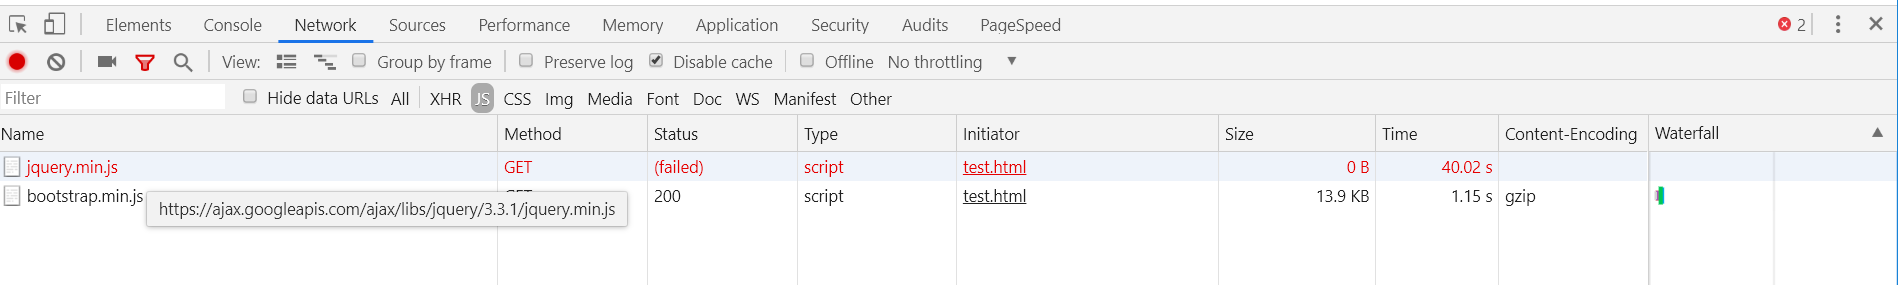 Elements Console Network Sources Performance Memory Application Security Audits PageSpeed 2
View: Group by frame Preserve log Disable cache Offline No throttling
Filter Hide data URLs All XHR JS CSS Img Media Font Doc WS Manifest Other
Name Method Status Type Initiator Size Time Content-Encoding Waterfall
jquery.min.js GET (failed) script test.html 0 B 40.02 s
bootstrap.min.js 200 script test.html 13.9 KB 1.15 s gzip
https://ajax.googleapis.com/ajax/libs/jquery/3.3.1/jquery.min.js